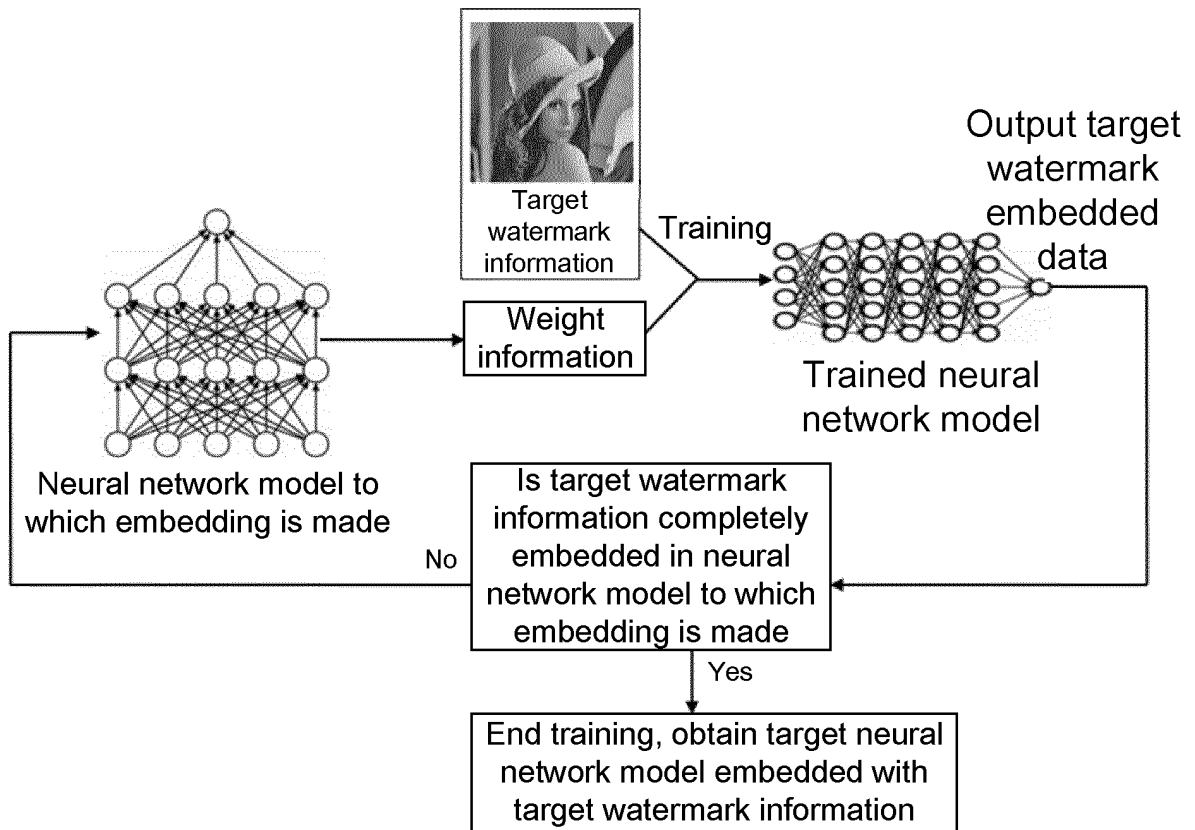 Target
watermark
information
Training
Output target
watermark
embedded
data
Weight
information
Trained neural
network model
Neural network model to
which embedding is made
Is target watermark
information completely
embedded in neural
network model to which
embedding is made
No
Yes
End training, obtain target neural
network model embedded with
target watermark information